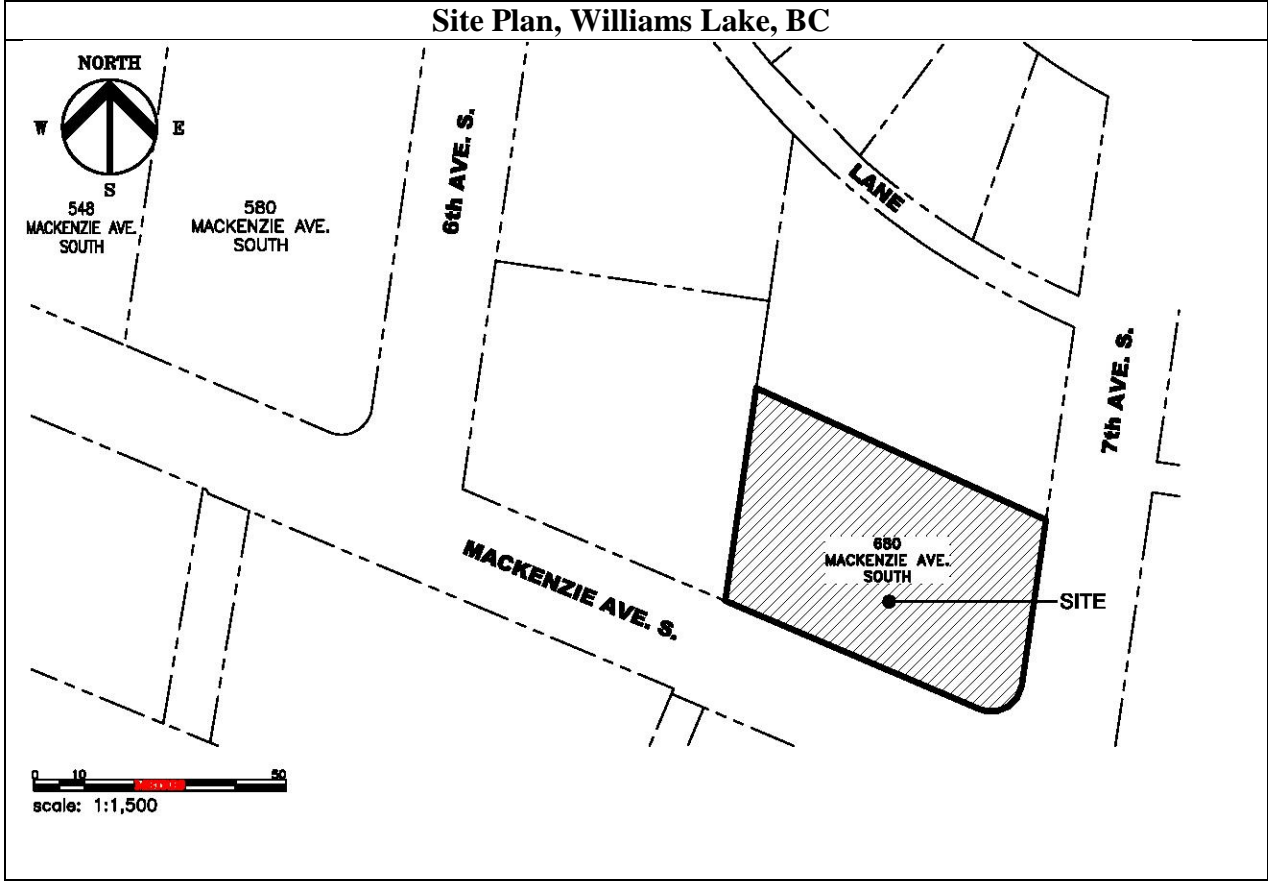 Site Plan, Williams Lake, BC
NORTH
W
E
S
548
MACKENZIE AVE.
SOUTH
580
MACKENZIE AVE.
SOUTH
6th AVE. S.
LANE
7th AVE. S.
680
MACKENZIE AVE.
SOUTH
SITE
MACKENZIE AVE. S.
0 10 50
scale: 1:1,500